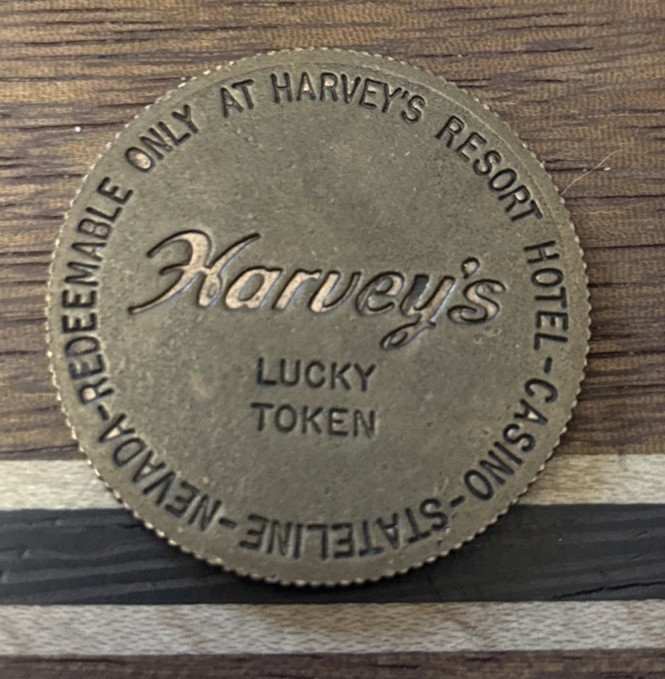 REDEEMABLE ONLY AT HARVEY'S RESORT HOTEL-CASINO-STATELINE-NEVADA-
Harvey's
LUCKY
TOKEN